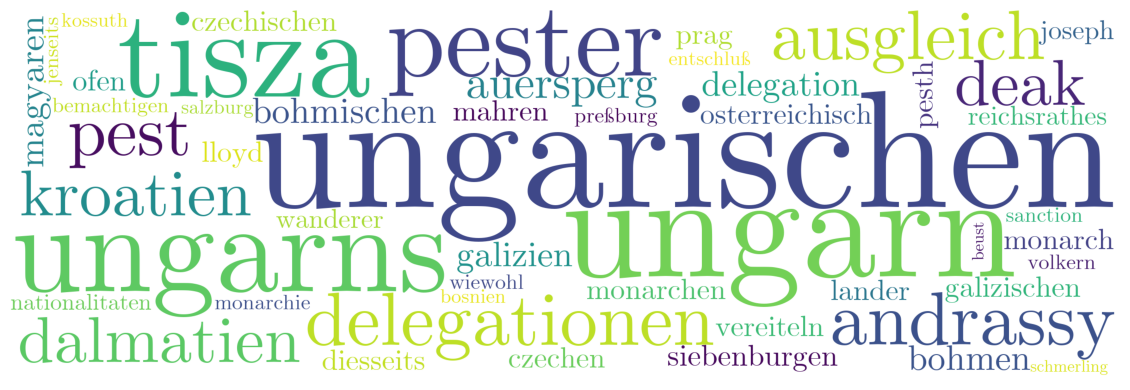 kossuth czechischen
jenseits magyaren tisza pester prag ausgleich joseph
entschluß
ofen auersperg delegation pesth deak
bemachtigen salzburg bohmischen mahren preßburg osterreichisch reichsrathes
pest lloyd ungarischen
kroatien wanderer ungarn sanction
ungarns galizien beust monarch
wiewohl volkern
nationalitaten monarchie bosnien monarchen lander galizischen
dalmatien delegationen vereiteln andrassy
diesseits czechen siebenburgen bohmen schmerling